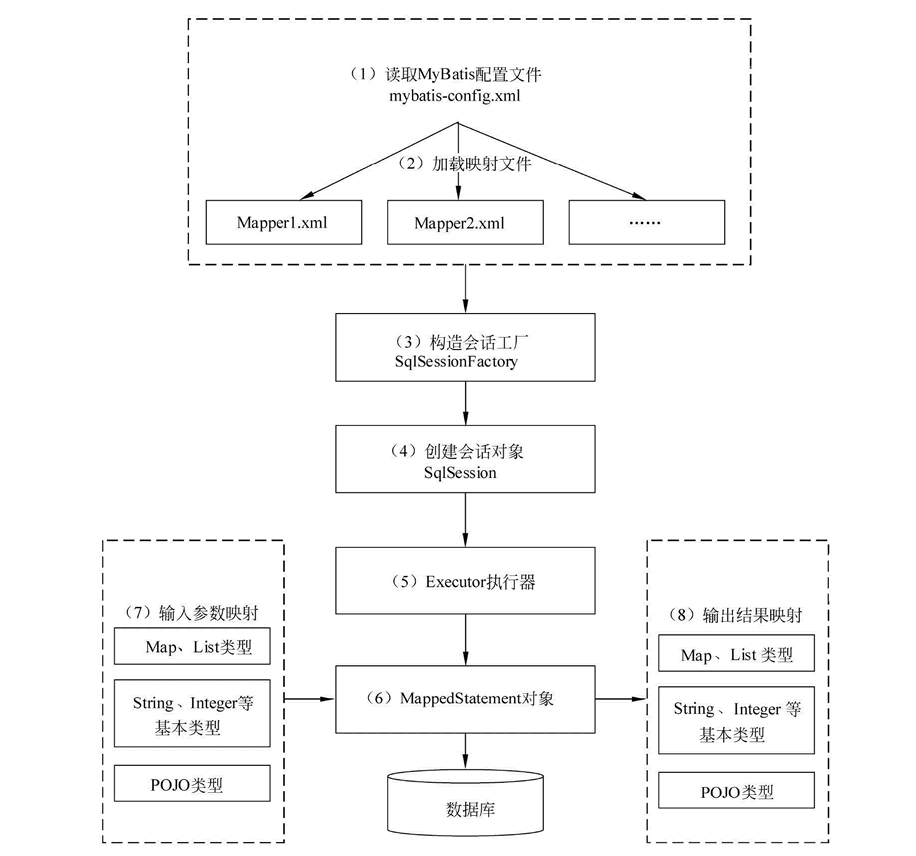 （1）读取MyBatis配置文件
mybatis-config.xml
（2）加载映射文件
Mapper1.xml
Mapper2.xml
……
（3）构造会话工厂
SqlSessionFactory
（4）创建会话对象
SqlSession
（5）Executor执行器
（7）输入参数映射
Map、List类型
String、Integer等
基本类型
POJO类型
（6）MappedStatement对象
（8）输出结果映射
Map、List 类型
String、Integer 等
基本类型
POJO类型
数据库